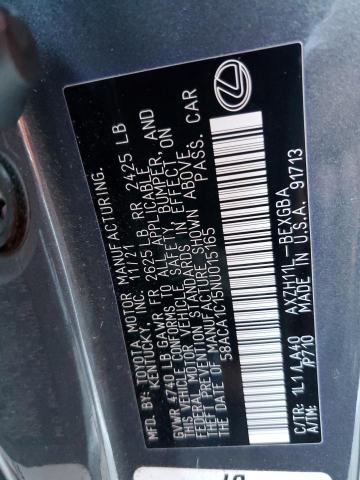 MFD. BY: TOYOTA MOTOR MANUFACTURING,
KENTUCKY, INC. 11/21
GVWR 4740 LB GAWR FR 2625 LB RR 2425 LB
THIS VEHICLE CONFORMS TO ALL APPLICABLE
FEDERAL MOTOR VEHICLE SAFETY, BUMPER, AND
THEFT PREVENTION STANDARDS IN EFFECT ON
THE DATE OF MANUFACTURE SHOWN ABOVE.
58ACA1C15NU015165 PASS. CAR
C/TR: 1L1 LA40 AXZH11L-BEXGBA
A/TM: P710 MADE IN U.S.A. 91713